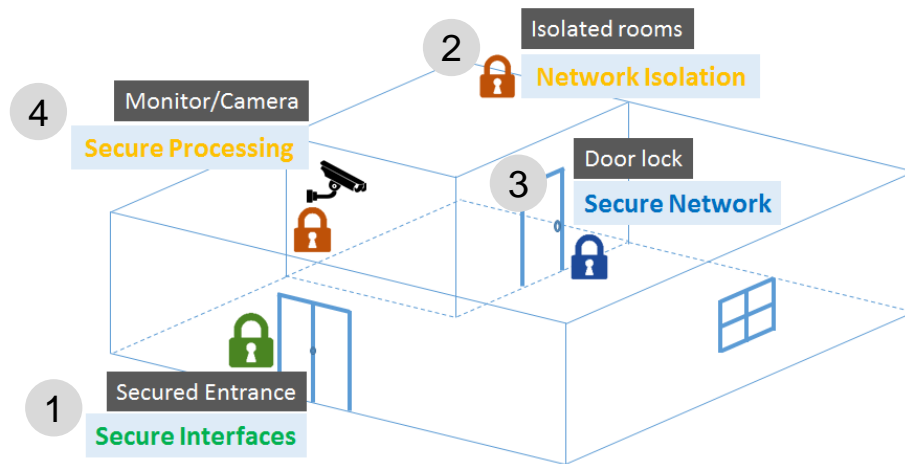 2
Isolated rooms
Network Isolation
4
Monitor/Camera
Secure Processing
3
Door lock
Secure Network
1
Secured Entrance
Secure Interfaces